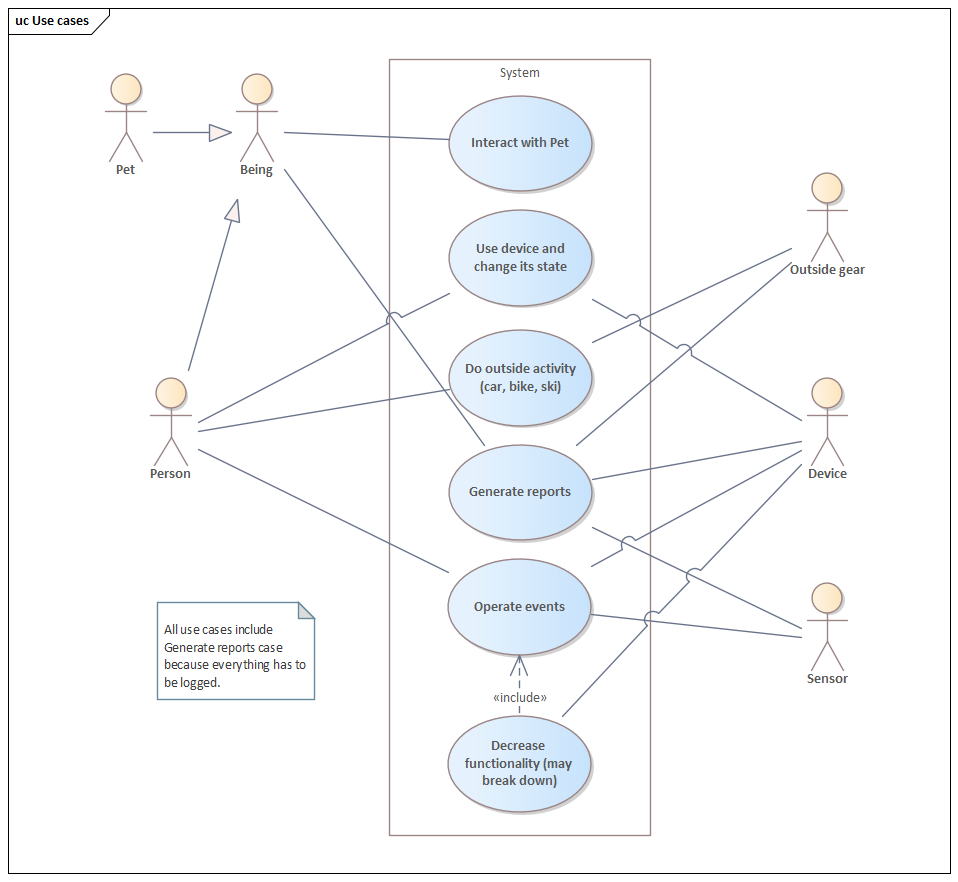 uc Use cases
System
Pet
Being
Interact with Pet
Use device and
change its state
Outside gear
Do outside activity
(car, bike, ski)
Person
Device
Generate reports
Operate events
All use cases include
Generate reports case
because everything has to
be logged.
Sensor
«include»
Decrease
functionality (may
break down)